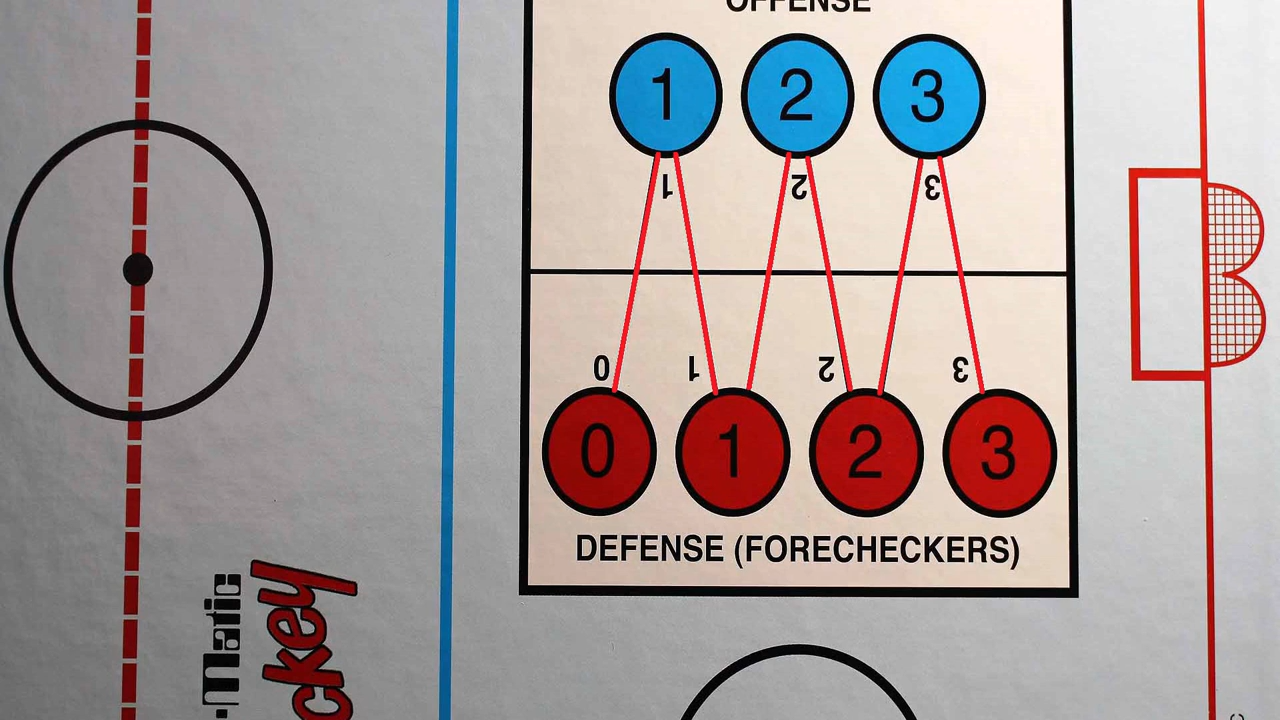 OFFENSE
1 2 3
1 2 3
0 1 2 3
0 1 2 3
DEFENSE (FORECHECKERS)
Matic
ckey